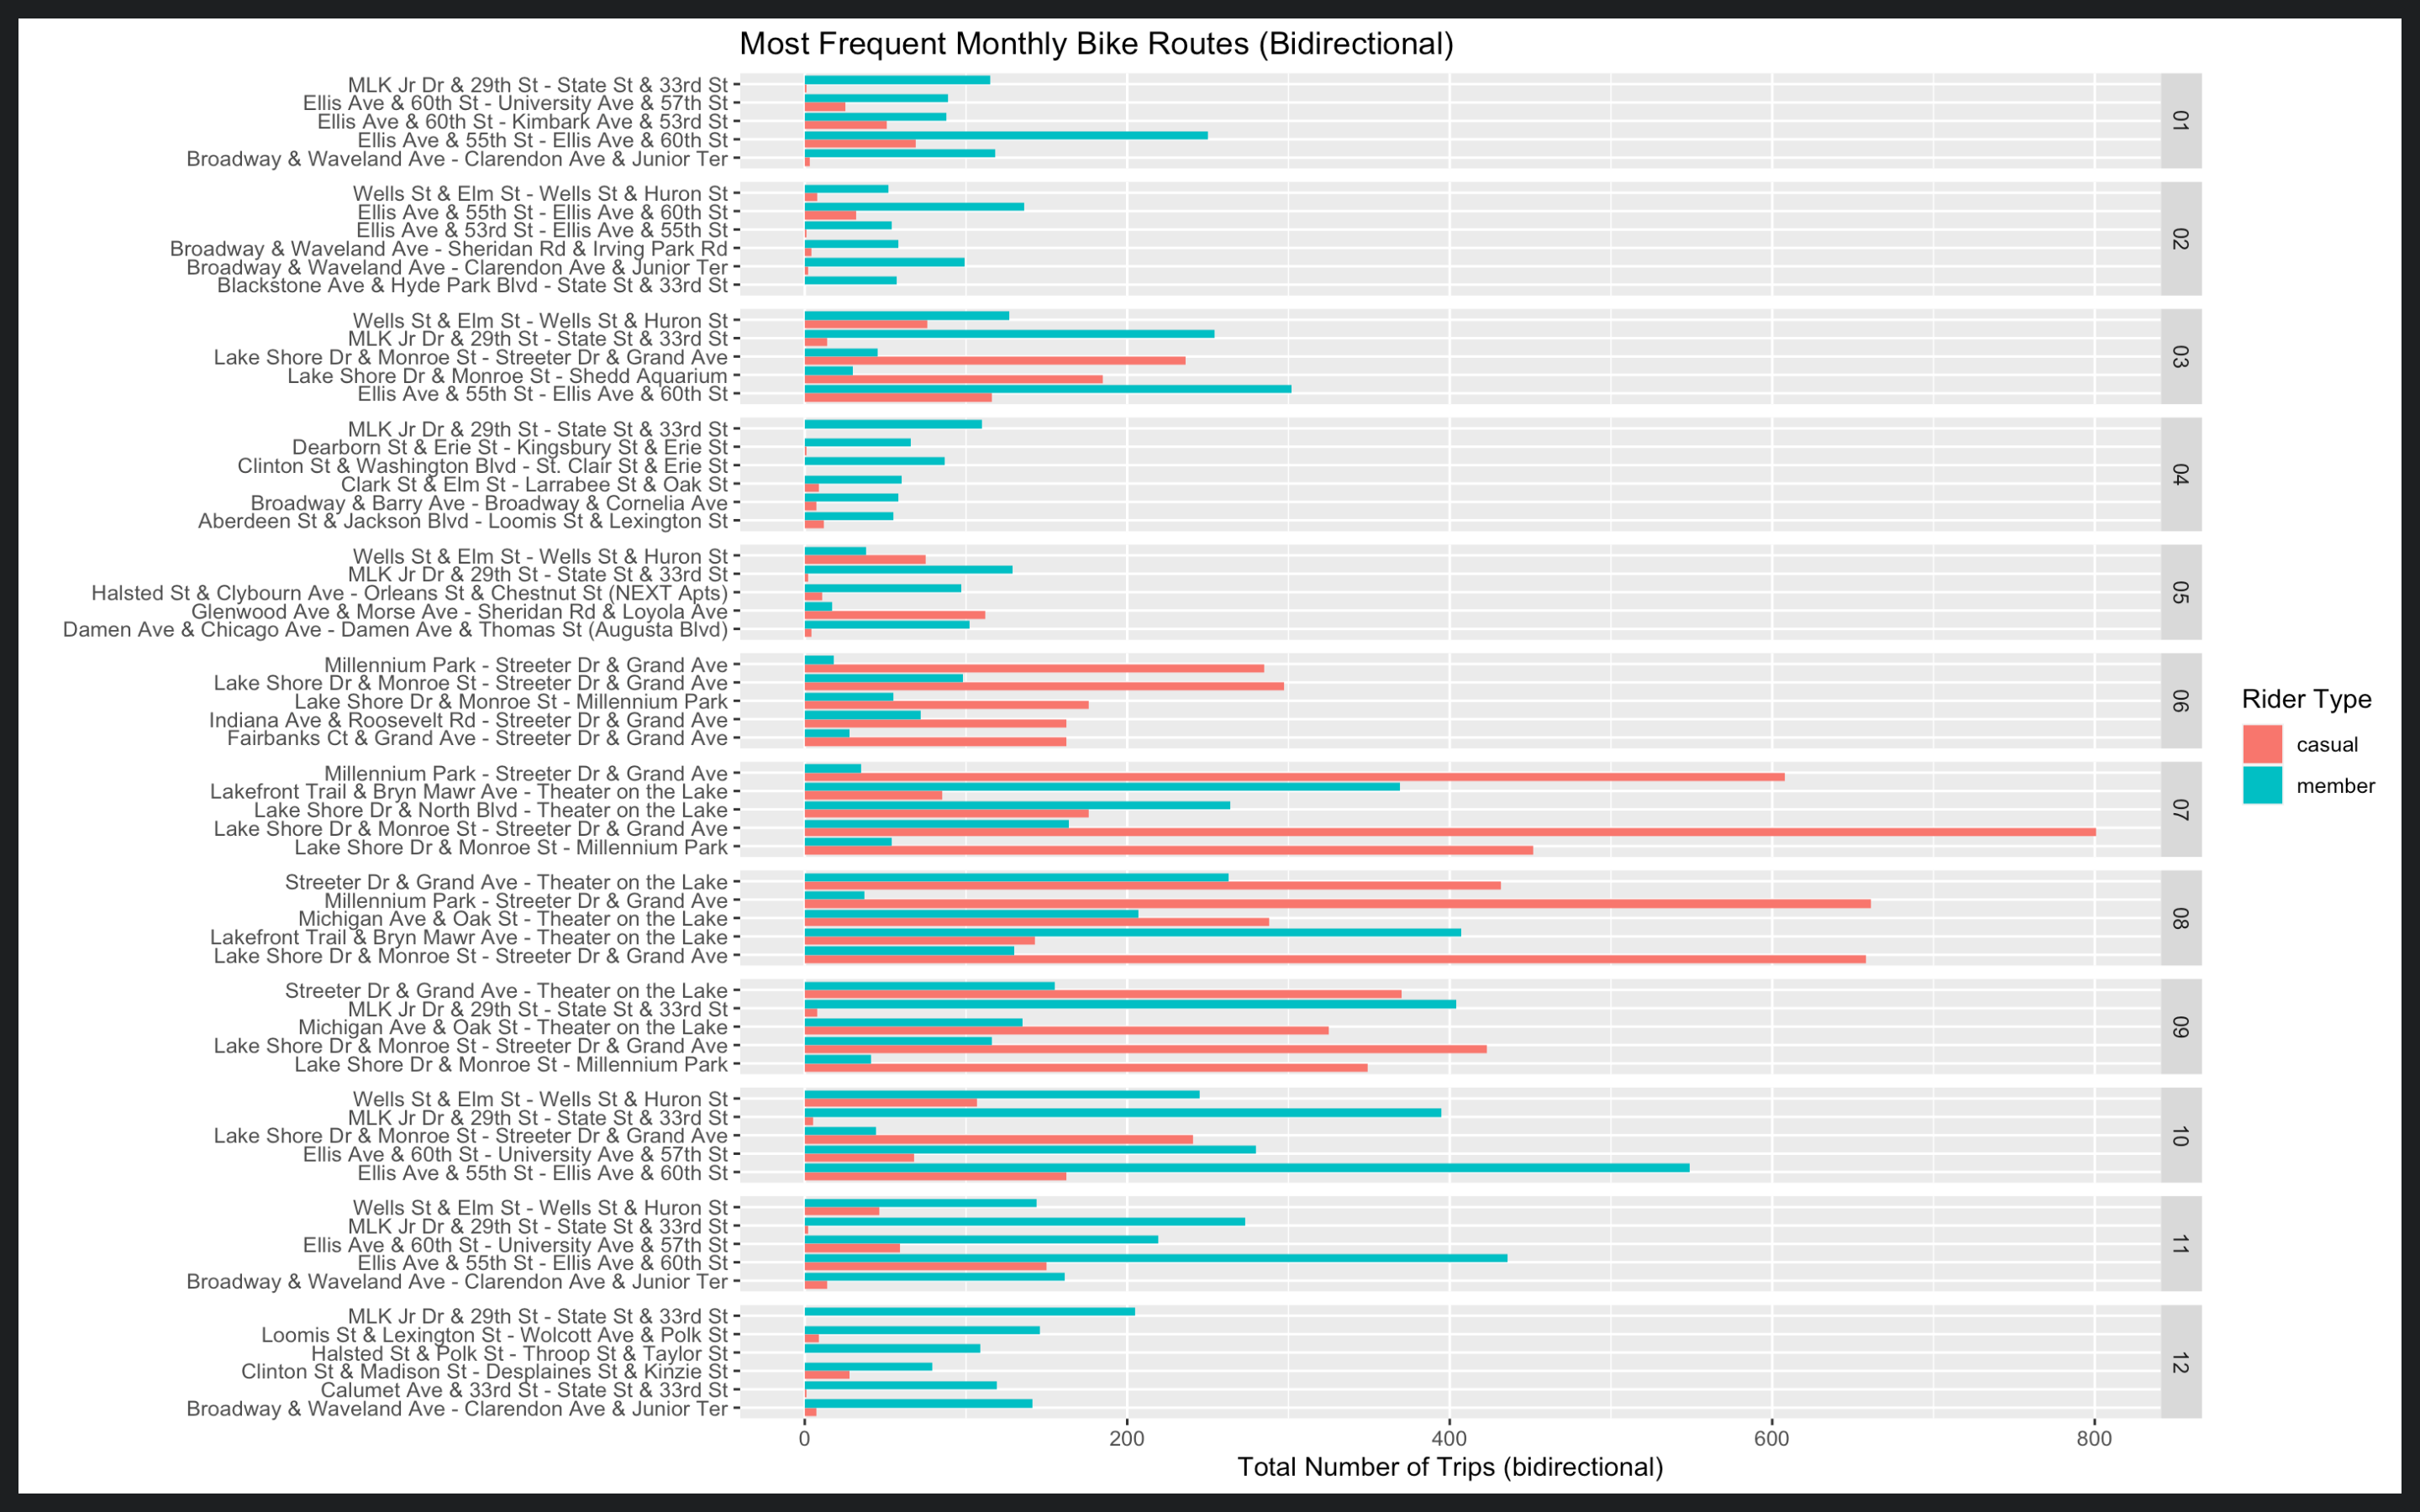 Most Frequent Monthly Bike Routes (Bidirectional)
MLK Jr Dr & 29th St - State St & 33rd St
Ellis Ave & 60th St - University Ave & 57th St
Ellis Ave & 60th St - Kimbark Ave & 53rd St
Ellis Ave & 55th St - Ellis Ave & 60th St
Broadway & Waveland Ave - Clarendon Ave & Junior Ter
01
Wells St & Elm St - Wells St & Huron St
Ellis Ave & 55th St - Ellis Ave & 60th St
Ellis Ave & 53rd St - Ellis Ave & 55th St
Broadway & Waveland Ave - Sheridan Rd & Irving Park Rd
Broadway & Waveland Ave - Clarendon Ave & Junior Ter
Blackstone Ave & Hyde Park Blvd - State St & 33rd St
02
Wells St & Elm St - Wells St & Huron St
MLK Jr Dr & 29th St - State St & 33rd St
Lake Shore Dr & Monroe St - Streeter Dr & Grand Ave
Lake Shore Dr & Monroe St - Shedd Aquarium
Ellis Ave & 55th St - Ellis Ave & 60th St
03
MLK Jr Dr & 29th St - State St & 33rd St
Dearborn St & Erie St - Kingsbury St & Erie St
Clinton St & Washington Blvd - St. Clair St & Erie St
Clark St & Elm St - Larrabee St & Oak St
Broadway & Barry Ave - Broadway & Cornelia Ave
Aberdeen St & Jackson Blvd - Loomis St & Lexington St
04
Wells St & Elm St - Wells St & Huron St
MLK Jr Dr & 29th St - State St & 33rd St
Halsted St & Clybourn Ave - Orleans St & Chestnut St (NEXT Apts)
Glenwood Ave & Morse Ave - Sheridan Rd & Loyola Ave
Damen Ave & Chicago Ave - Damen Ave & Thomas St (Augusta Blvd)
05
Millennium Park - Streeter Dr & Grand Ave
Lake Shore Dr & Monroe St - Streeter Dr & Grand Ave
Lake Shore Dr & Monroe St - Millennium Park
Indiana Ave & Roosevelt Rd - Streeter Dr & Grand Ave
Fairbanks Ct & Grand Ave - Streeter Dr & Grand Ave
06
Millennium Park - Streeter Dr & Grand Ave
Lakefront Trail & Bryn Mawr Ave - Theater on the Lake
Lake Shore Dr & North Blvd - Theater on the Lake
Lake Shore Dr & Monroe St - Streeter Dr & Grand Ave
Lake Shore Dr & Monroe St - Millennium Park
07
Streeter Dr & Grand Ave - Theater on the Lake
Millennium Park - Streeter Dr & Grand Ave
Michigan Ave & Oak St - Theater on the Lake
Lakefront Trail & Bryn Mawr Ave - Theater on the Lake
Lake Shore Dr & Monroe St - Streeter Dr & Grand Ave
08
Streeter Dr & Grand Ave - Theater on the Lake
MLK Jr Dr & 29th St - State St & 33rd St
Michigan Ave & Oak St - Theater on the Lake
Lake Shore Dr & Monroe St - Streeter Dr & Grand Ave
Lake Shore Dr & Monroe St - Millennium Park
09
Wells St & Elm St - Wells St & Huron St
MLK Jr Dr & 29th St - State St & 33rd St
Lake Shore Dr & Monroe St - Streeter Dr & Grand Ave
Ellis Ave & 60th St - University Ave & 57th St
Ellis Ave & 55th St - Ellis Ave & 60th St
10
Wells St & Elm St - Wells St & Huron St
MLK Jr Dr & 29th St - State St & 33rd St
Ellis Ave & 60th St - University Ave & 57th St
Ellis Ave & 55th St - Ellis Ave & 60th St
Broadway & Waveland Ave - Clarendon Ave & Junior Ter
11
MLK Jr Dr & 29th St - State St & 33rd St
Loomis St & Lexington St - Wolcott Ave & Polk St
Halsted St & Polk St - Throop St & Taylor St
Clinton St & Madison St - Desplaines St & Kinzie St
Calumet Ave & 33rd St - State St & 33rd St
Broadway & Waveland Ave - Clarendon Ave & Junior Ter
12
0 200 400 600 800
Total Number of Trips (bidirectional)
Rider Type
casual
member